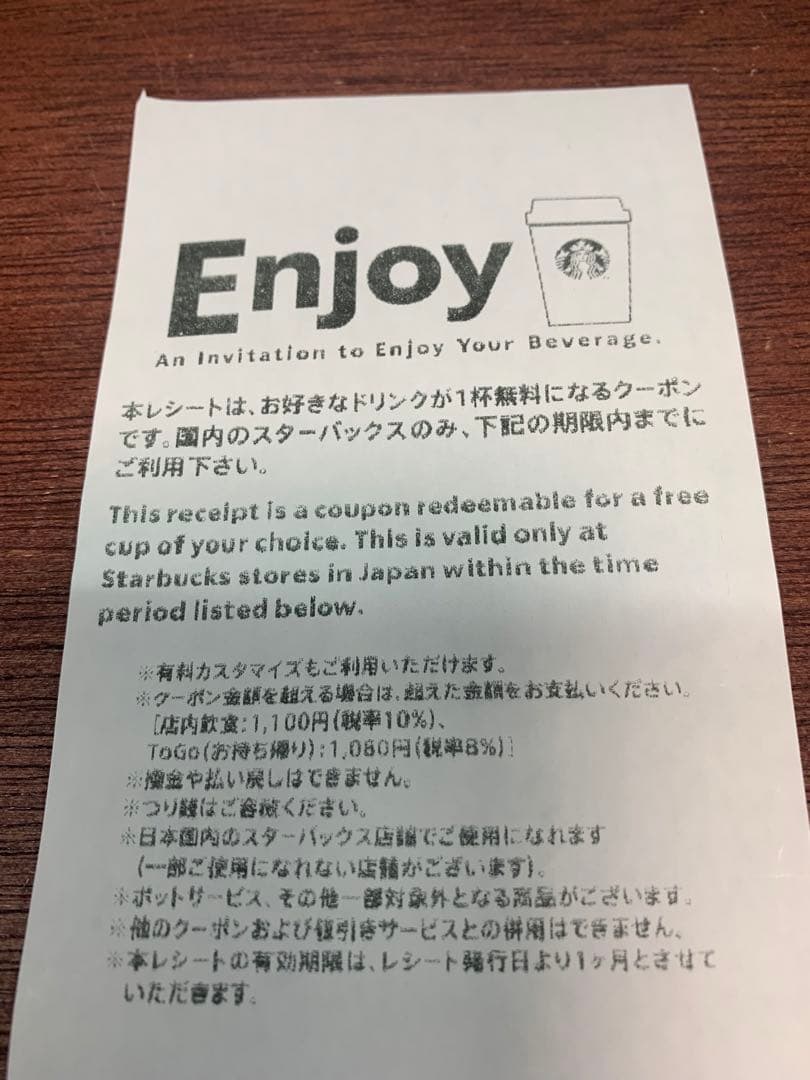 Enjoy
An Invitation to Enjoy Your Beverage.
本レシートは、お好きなドリンクが1杯無料になるクーポン
です。国内のスターバックスのみ、下記の期限内までに
ご利用下さい。
This receipt is a coupon redeemable for a free
cup of your choice. This is valid only at
Starbucks stores in Japan within the time
period listed below.
※有料カスタマイズもご利用いただけます。
※クーポン金額を超える場合は、超えた金額をお支払いください。
[店内飲食:1,100円(税率10%)、
ToGo(お持ち帰り):1,080円(税率8%)]
※換金や払い戻しはできません。
※つり銭はご容赦ください。
※日本国内のスターバックス店舗でご使用になれます
(一部ご使用になれない店舗がございます)。
※ポットサービス、その他一部対象外となる商品がございます。
※他のクーポンおよび値引きサービスとの併用はできません。
※本レシートの有効期限は、レシート発行日より1ヶ月とさせて
いただきます。